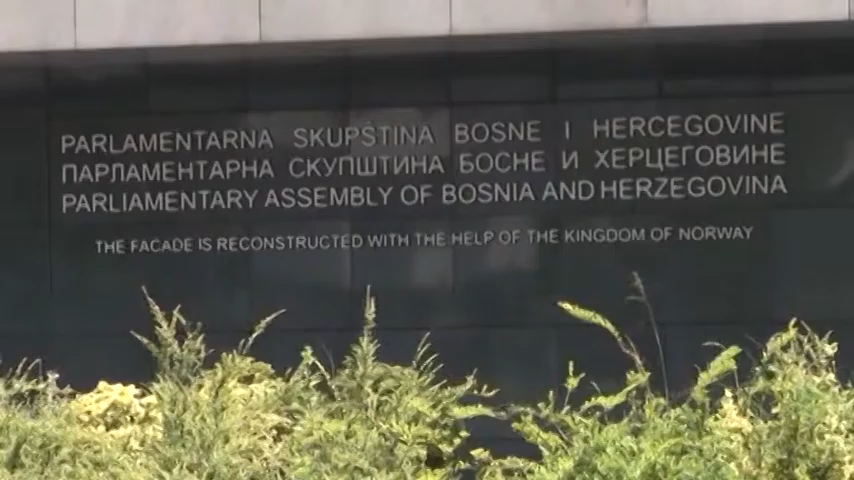 PARLAMENTARNA SKUPŠTINA BOSNE I HERCEGOVINE
ПАРЛАМЕНТАРНА СКУПШТИНА БОСНЕ И ХЕРЦЕГОВИНЕ
PARLIAMENTARY ASSEMBLY OF BOSNIA AND HERZEGOVINA
THE FACADE IS RECONSTRUCTED WITH THE HELP OF THE KINGDOM OF NORWAY